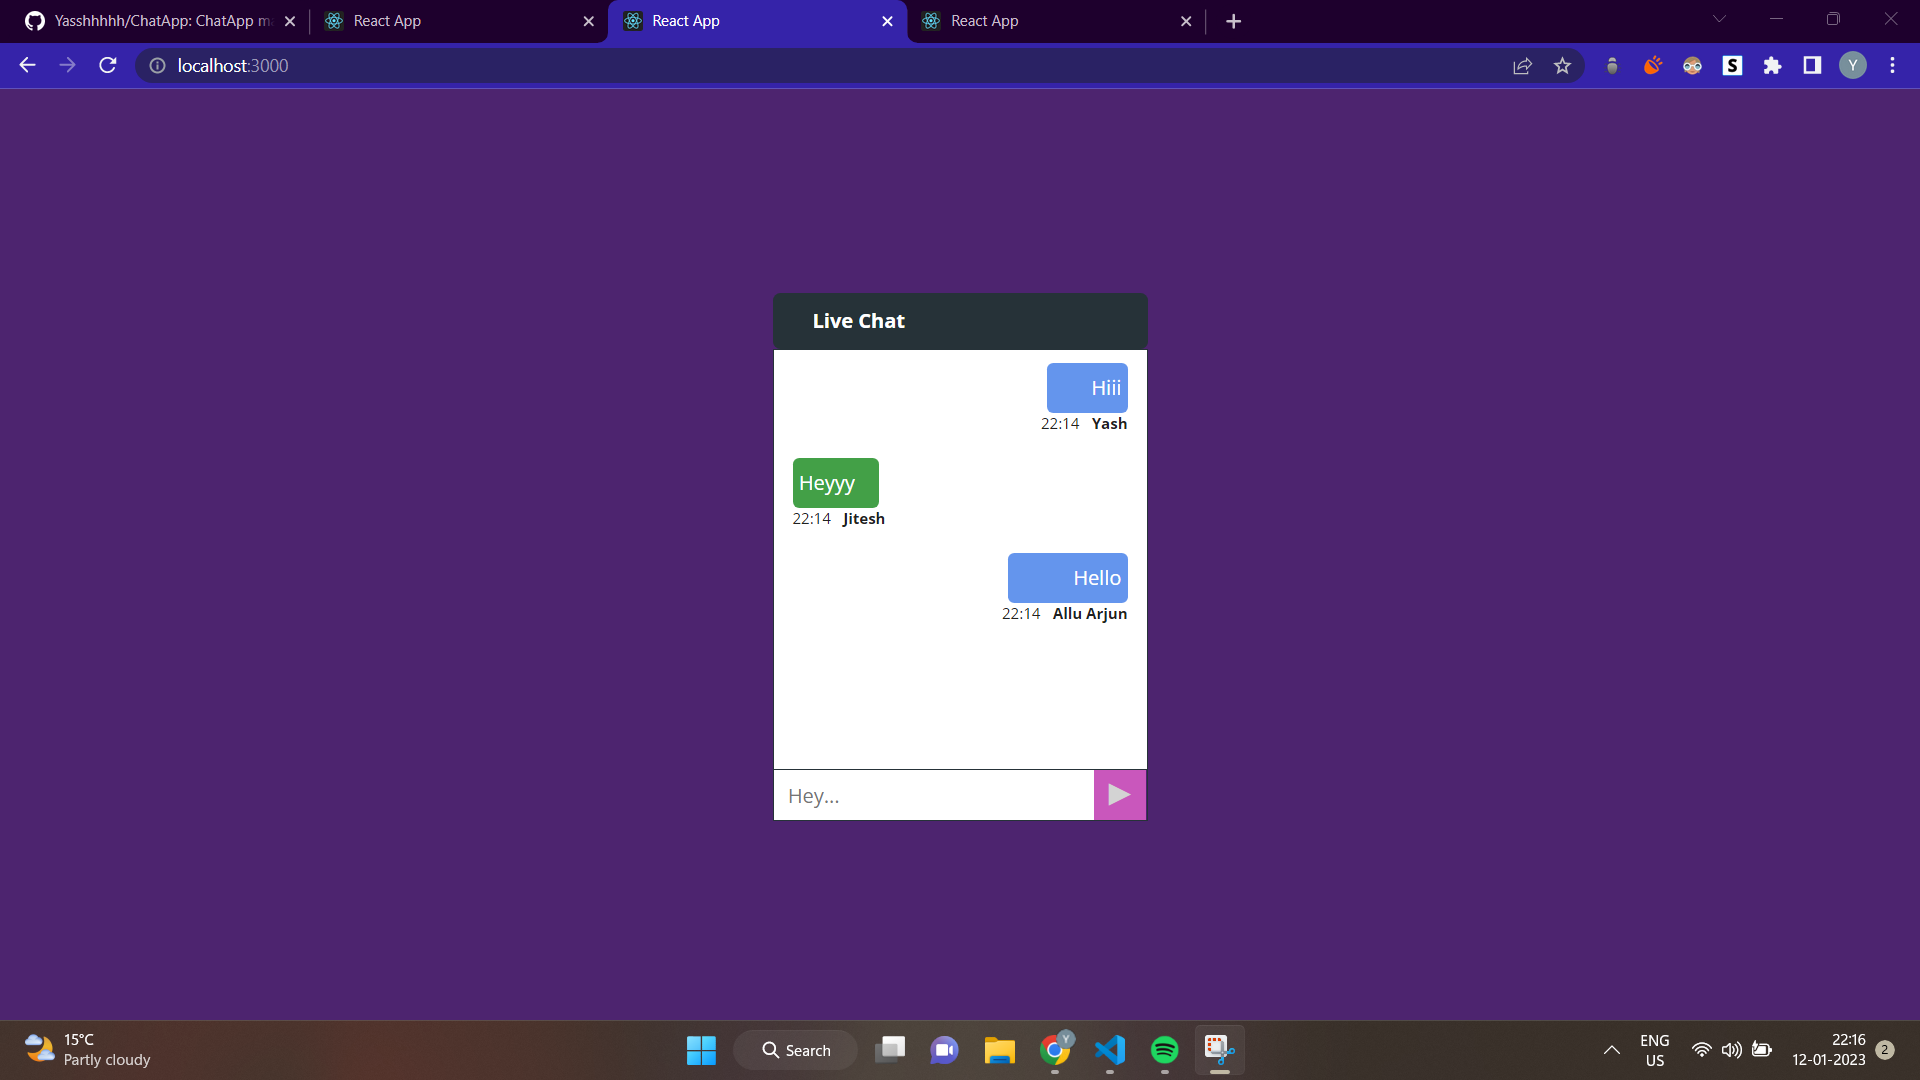 Yasshhhhh/ChatApp: ChatApp ma
React App
React App
React App
localhost:3000
S
Y
Live Chat
Hiii
22:14 Yash
Heyyy
22:14 Jitesh
Hello
22:14 Allu Arjun
Hey...
15°C
Partly cloudy
Search
Y
ENG
US
22:16
12-01-2023
2